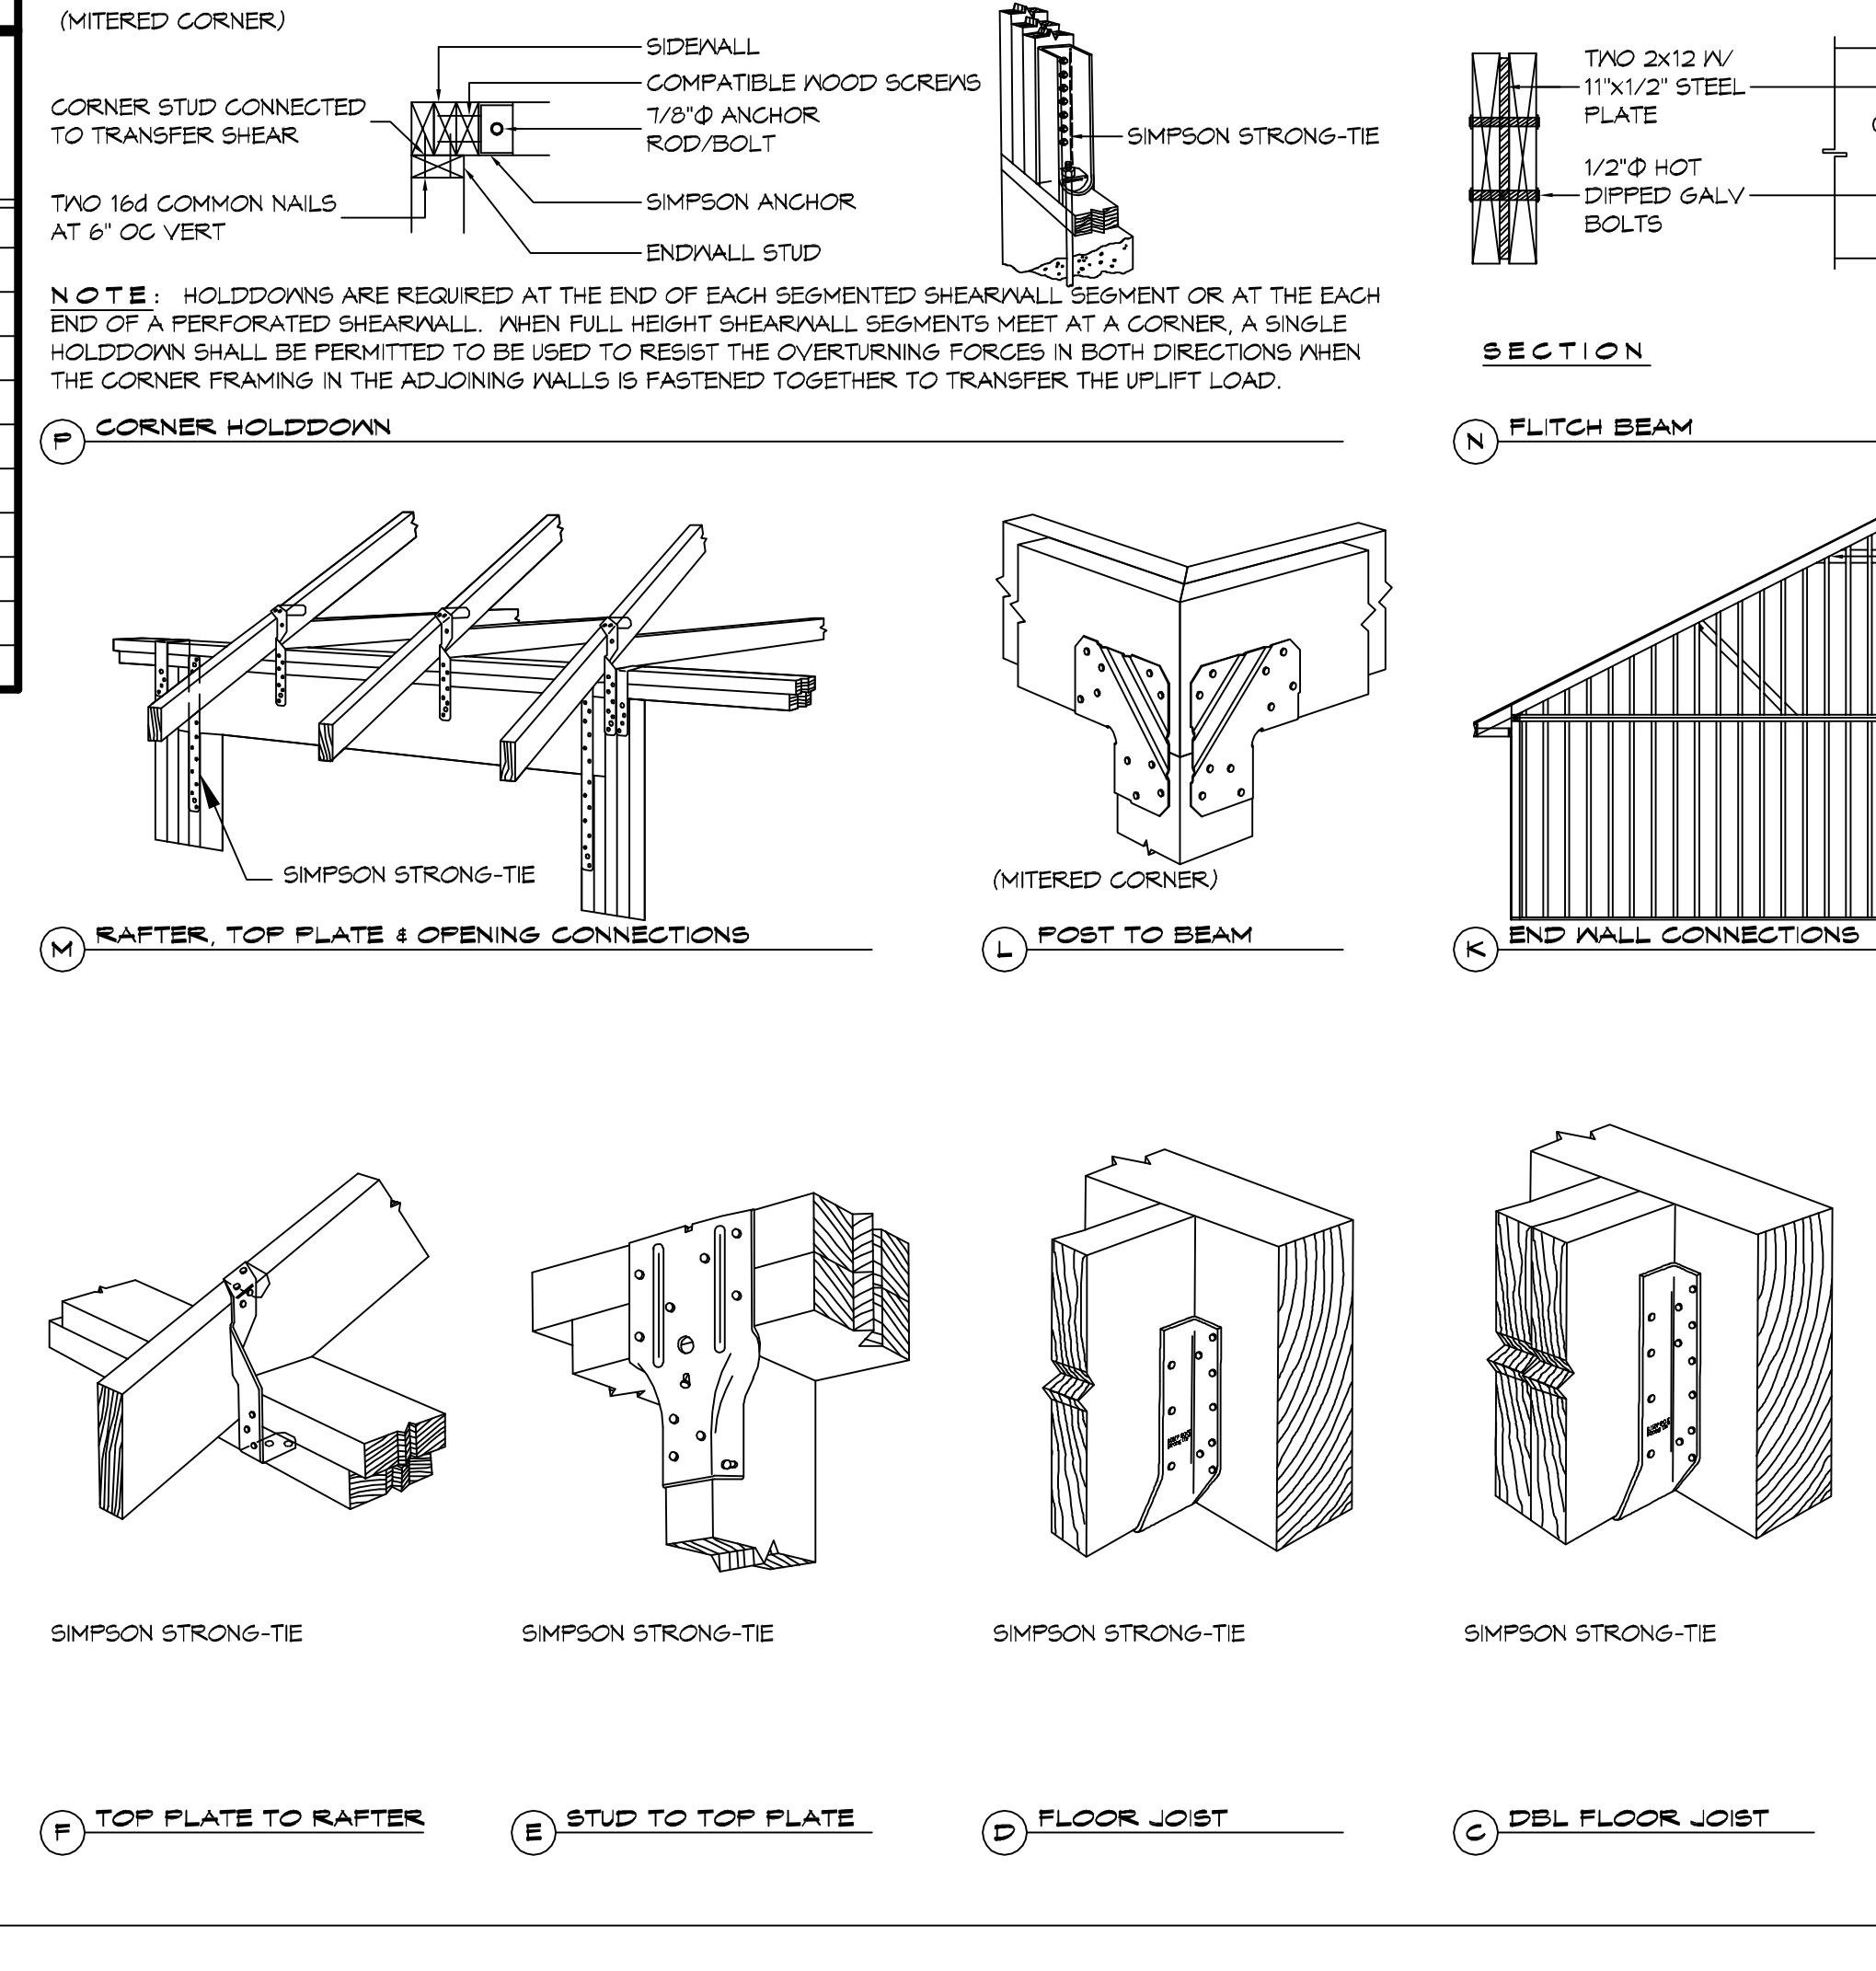 (MITERED CORNER)
SIDEWALL
COMPATIBLE WOOD SCREWS
7/8"Φ ANCHOR
ROD/BOLT
CORNER STUD CONNECTED
TO TRANSFER SHEAR
TWO 16d COMMON NAILS
AT 6" OC VERT
SIMPSON ANCHOR
ENDWALL STUD
SIMPSON STRONG-TIE
NOTE: HOLDDOWNS ARE REQUIRED AT THE END OF EACH SEGMENTED SHEARWALL SEGMENT OR AT THE EACH
END OF A PERFORATED SHEARWALL. WHEN FULL HEIGHT SHEARWALL SEGMENTS MEET AT A CORNER, A SINGLE
HOLDDOWN SHALL BE PERMITTED TO BE USED TO RESIST THE OVERTURNING FORCES IN BOTH DIRECTIONS WHEN
THE CORNER FRAMING IN THE ADJOINING WALLS IS FASTENED TOGETHER TO TRANSFER THE UPLIFT LOAD.
P CORNER HOLDDOWN
TWO 2x12 W/
11"x1/2" STEEL
PLATE
1/2"Φ HOT
DIPPED GALV
BOLTS
SECTION
N FLITCH BEAM
SIMPSON STRONG-TIE
M RAFTER, TOP PLATE & OPENING CONNECTIONS
(MITERED CORNER)
L POST TO BEAM
K END WALL CONNECTIONS
SIMPSON STRONG-TIE
F TOP PLATE TO RAFTER
SIMPSON STRONG-TIE
E STUD TO TOP PLATE
SIMPSON STRONG-TIE
D FLOOR JOIST
SIMPSON STRONG-TIE
C DBL FLOOR JOIST